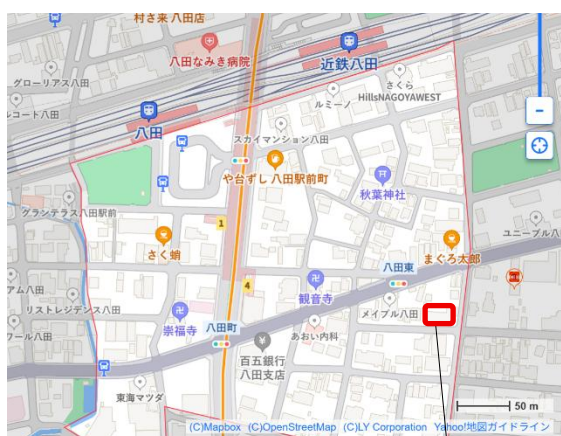 村さ来 八田店
八田なみき病院
近鉄八田
グローリアス八田
さくら
HillsNAGOYAWEST
ルミーノ
レコート八田
八田
スカイマンション八田
や台ずし 八田駅前町
秋葉神社
グランテラス八田駅前
1
さく蛸
まぐろ太郎
ユニーブル八
八田東
4
観音寺
アム八田
リストレジデンス八田
メイプル八田
崇福寺
八田町
あおい内科
ワール八田
百五銀行
八田支店
東海マツダ
50 m
(C)Mapbox (C)OpenStreetMap (C)LY Corporation Yahoo!地図ガイドライン